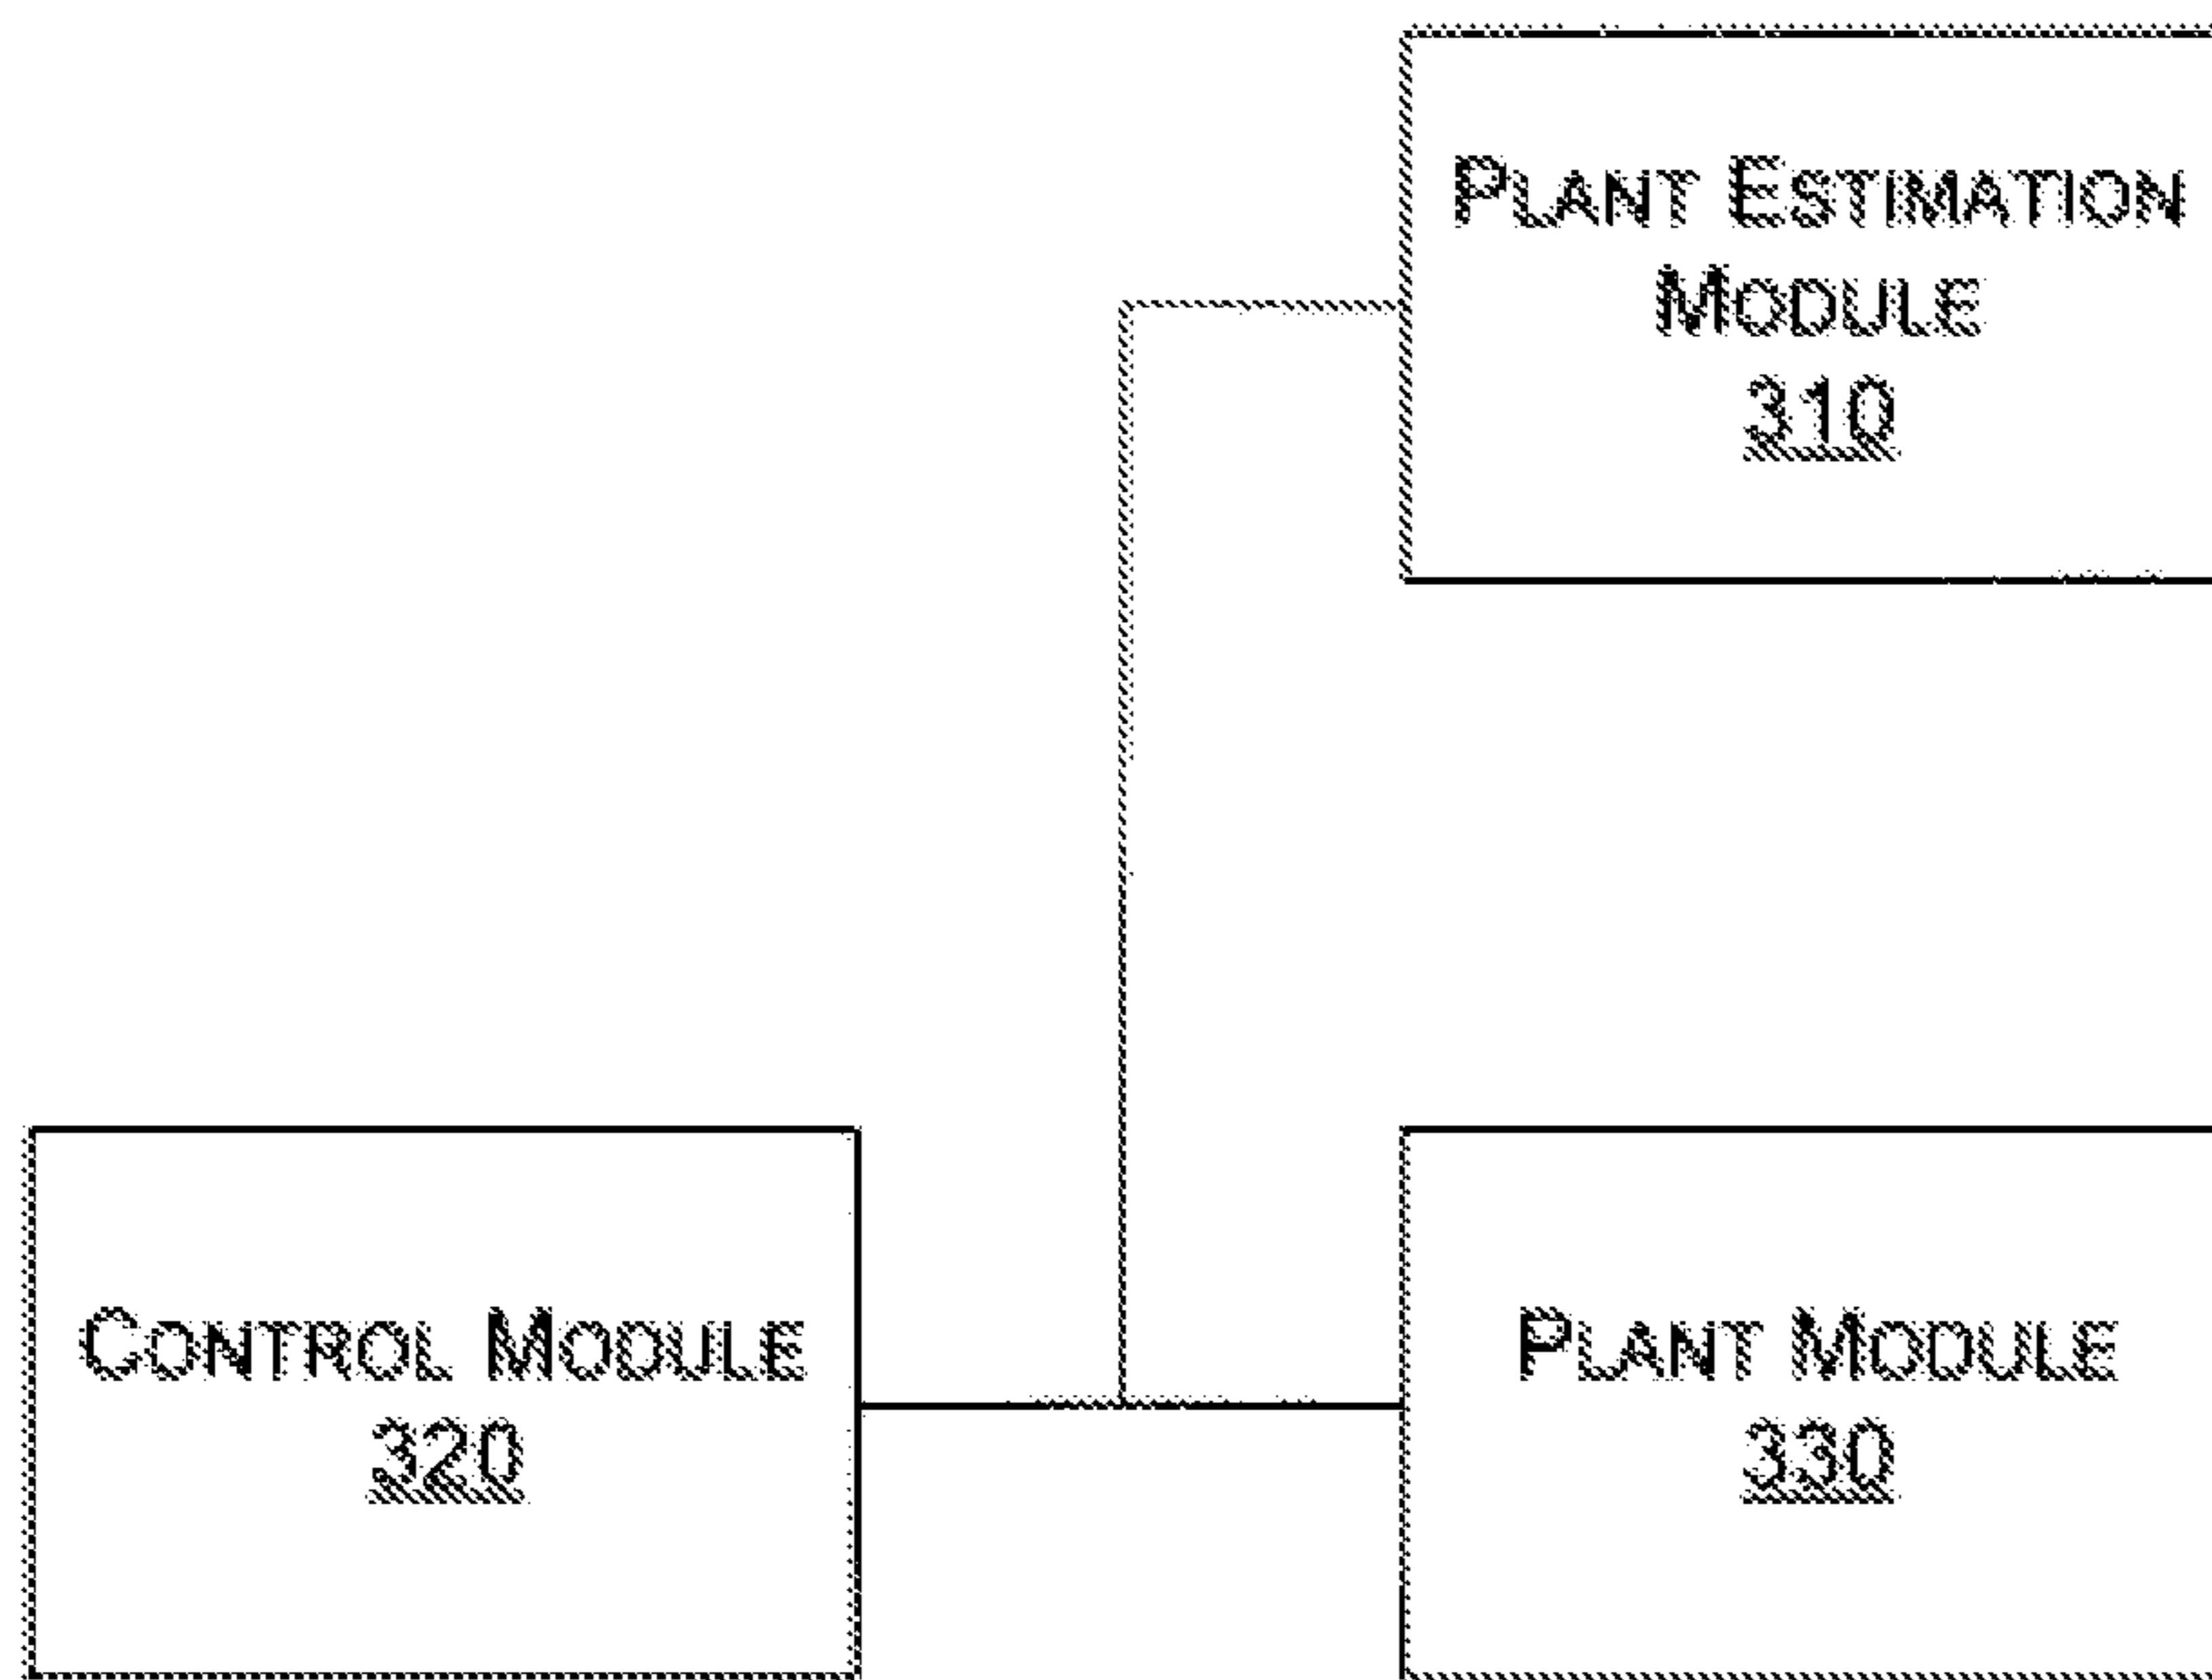 PLANT ESTIMATION
MODULE
310
CONTROL MODULE
320
PLANT MODULE
330